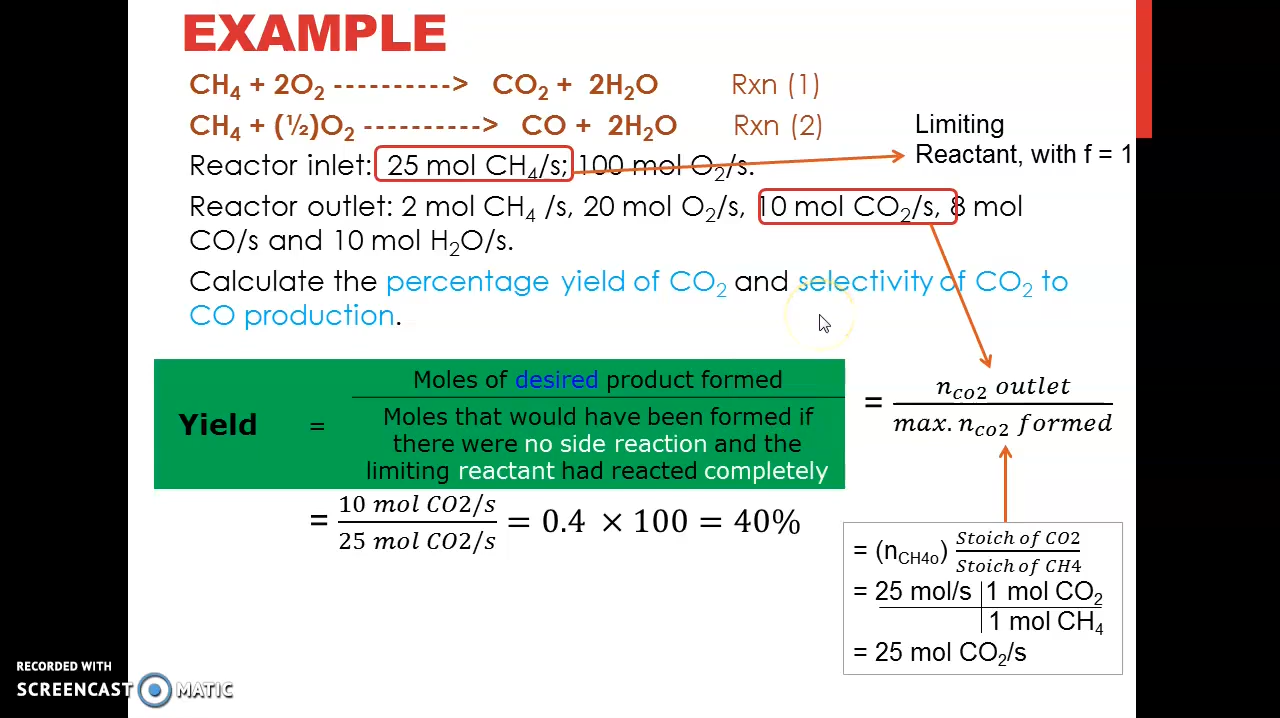 EXAMPLE
CH₄ + 2O₂ ----------> CO₂ + 2H₂O Rxn (1)
CH₄ + (½)O₂ ----------> CO + 2H₂O Rxn (2)
Limiting
Reactant, with f = 1
Reactor inlet: 25 mol CH₄/s; 100 mol O₂/s.
Reactor outlet: 2 mol CH₄ /s, 20 mol O₂/s, 10 mol CO₂/s, 8 mol
CO/s and 10 mol H₂O/s.
Calculate the percentage yield of CO₂ and selectivity of CO₂ to
CO production.
Moles of desired product formed
Yield =
Moles that would have been formed if
there were no side reaction and the
limiting reactant had reacted completely
= n_co2 outlet / max. n_co2 formed
= 10 mol CO2/s / 25 mol CO2/s = 0.4 × 100 = 40%
= (n_CH4o) Stoich of CO2 / Stoich of CH4
= 25 mol/s | 1 mol CO₂
| 1 mol CH₄
= 25 mol CO₂/s
RECORDED WITH
SCREENCAST MATIC